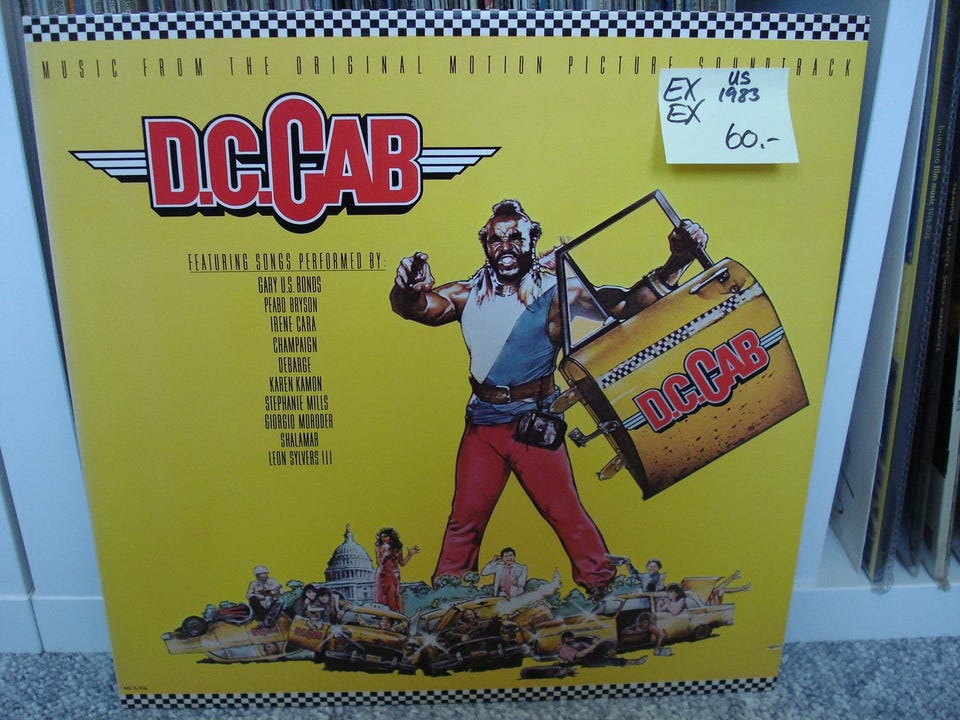 MUSIC FROM THE ORIGINAL MOTION PICTURE SOUNDTRACK
EX US
EX 1983
60.-
D.C.CAB
FEATURING SONGS PERFORMED BY:
GARY U.S. BONDS
PEABO BRYSON
IRENE CARA
CHAMPAIGN
DEBARGE
KAREN KAMON
STEPHANIE MILLS
GIORGIO MORODER
SHALAMAR
LEON SYLVERS III
D.C.CAB